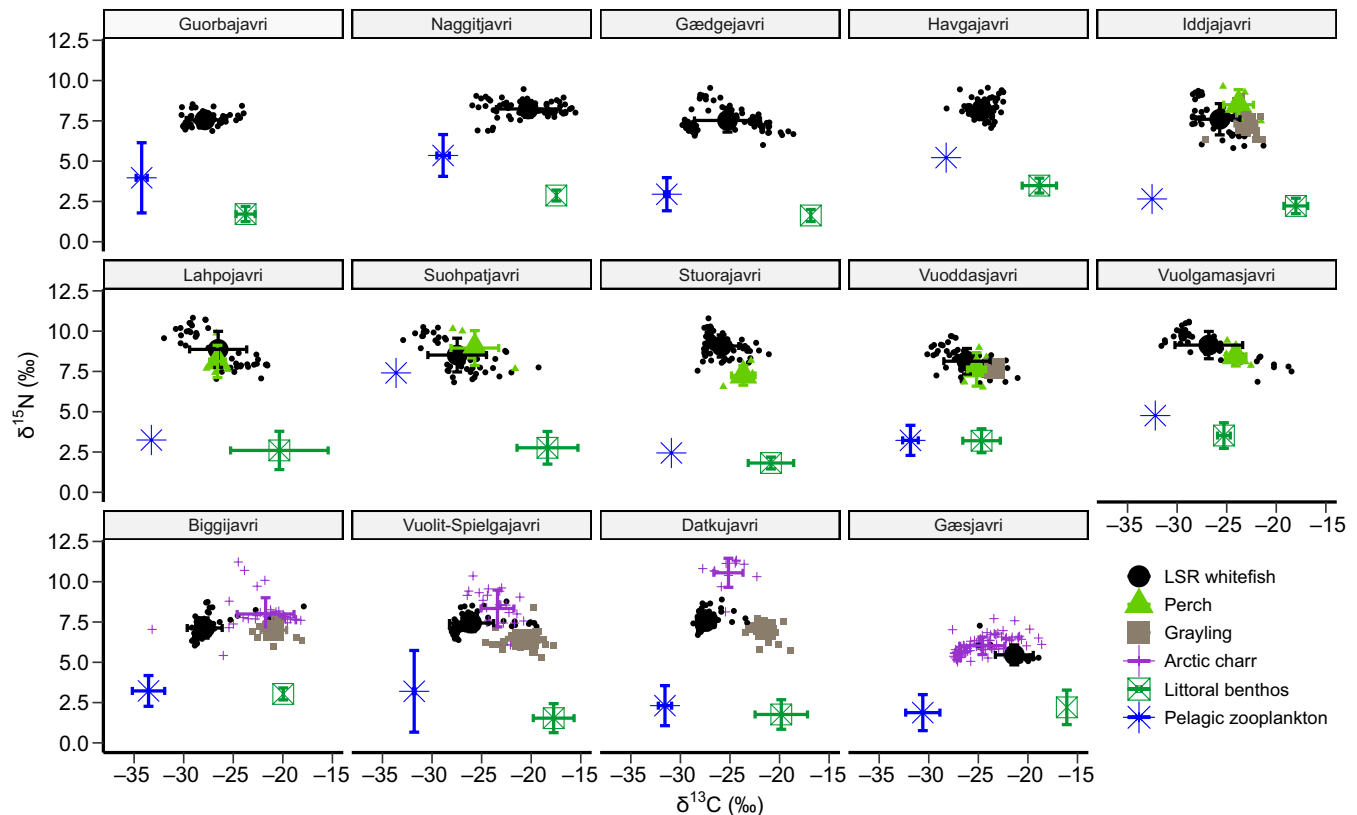 Guorbajavri Naggitjavri Gædgejavri Havgajavri Iddjajavri
12.5
10.0
7.5
5.0
2.5
0.0
Lahpojavri Suohpatjavri Stuorajavri Vuoddasjavri Vuolgamasjavri
12.5
10.0
7.5
5.0
2.5
0.0
δ¹⁵N (‰)
–35 –30 –25 –20 –15
Biggijavri Vuolit-Spielgajavri Datkujavri Gæsjavri
12.5
10.0
7.5
5.0
2.5
0.0
LSR whitefish
Perch
Grayling
Arctic charr
Littoral benthos
Pelagic zooplankton
–35 –30 –25 –20 –35 –30 –25 –20 –35 –30 –25 –20 –35 –30 –25 –20 –15
δ¹³C (‰)